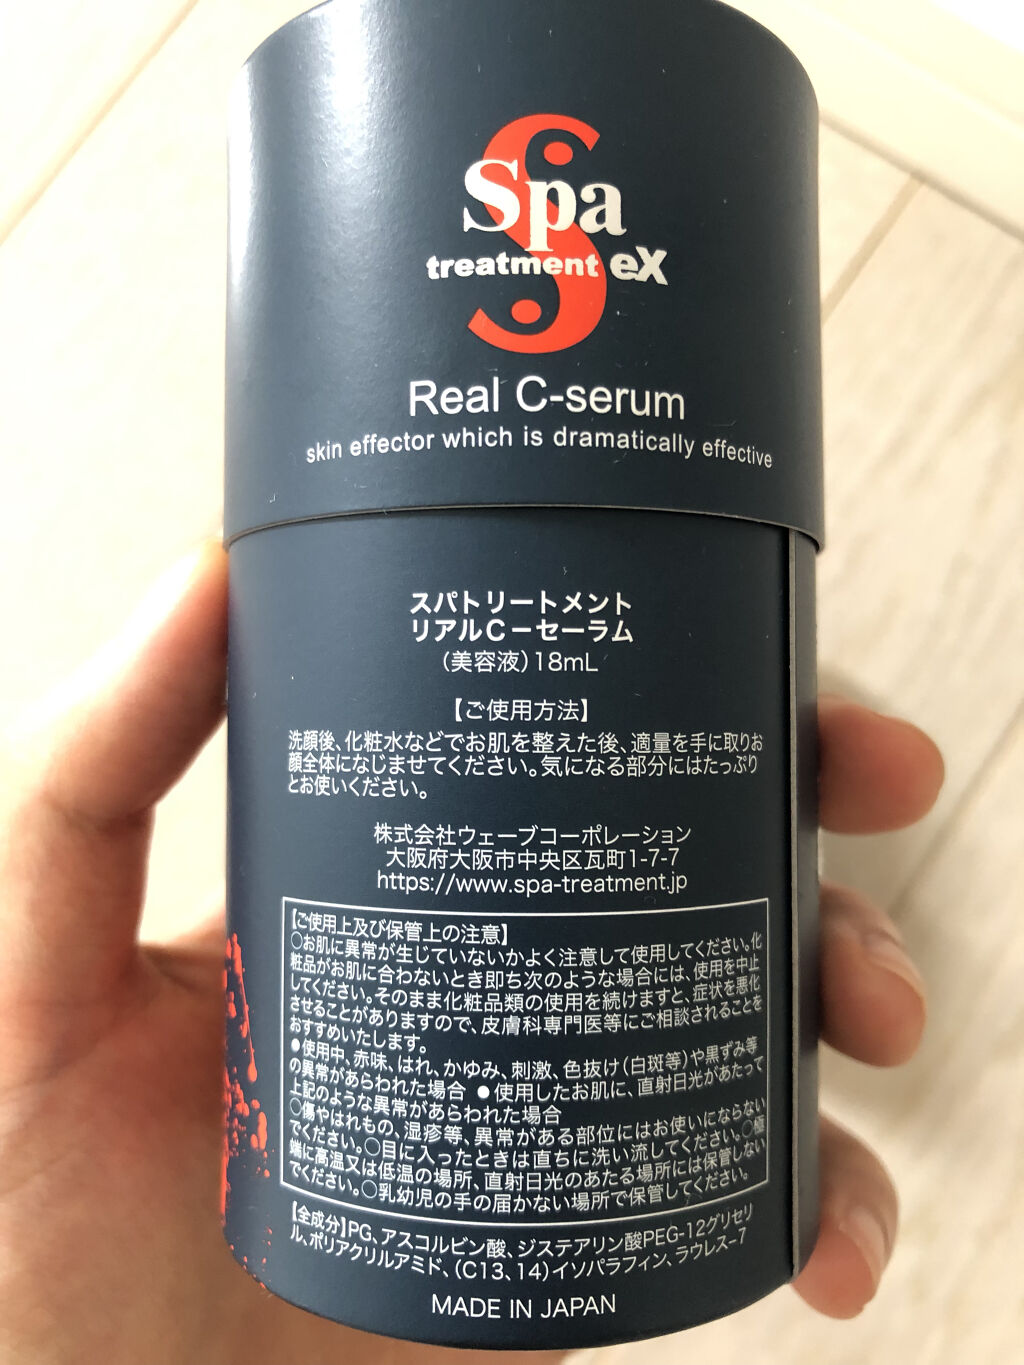 Spa
treatment eX
Real C-serum
skin effector which is dramatically effective
スパトリートメント
リアルC－セーラム
（美容液）18mL
【ご使用方法】
洗顔後、化粧水などでお肌を整えた後、適量を手に取りお
顔全体になじませてください。気になる部分にはたっぷり
とお使いください。
株式会社ウェーブコーポレーション
大阪府大阪市中央区瓦町1-7-7
https://www.spa-treatment.jp
【ご使用上及び保管上の注意】
○お肌に異常が生じていないかよく注意して使用してください。化
粧品がお肌に合わないとき即ち次のような場合には、使用を中止
してください。そのまま化粧品類の使用を続けますと、症状を悪化
させることがありますので、皮膚科専門医等にご相談されることを
おすすめいたします。
●使用中、赤味、はれ、かゆみ、刺激、色抜け（白斑等）や黒ずみ等
の異常があらわれた場合 ●使用したお肌に、直射日光があたって
上記のような異常があらわれた場合
○傷やはれもの、湿疹等、異常がある部位にはお使いにならない
でください。○目に入ったときは直ちに洗い流してください。○極
端に高温又は低温の場所、直射日光のあたる場所には保管しない
でください。○乳幼児の手の届かない場所で保管してください。
【全成分】PG、アスコルビン酸、ジステアリン酸PEG-12グリセリ
ル、ポリアクリルアミド、（C13、14）イソパラフィン、ラウレス-7
MADE IN JAPAN